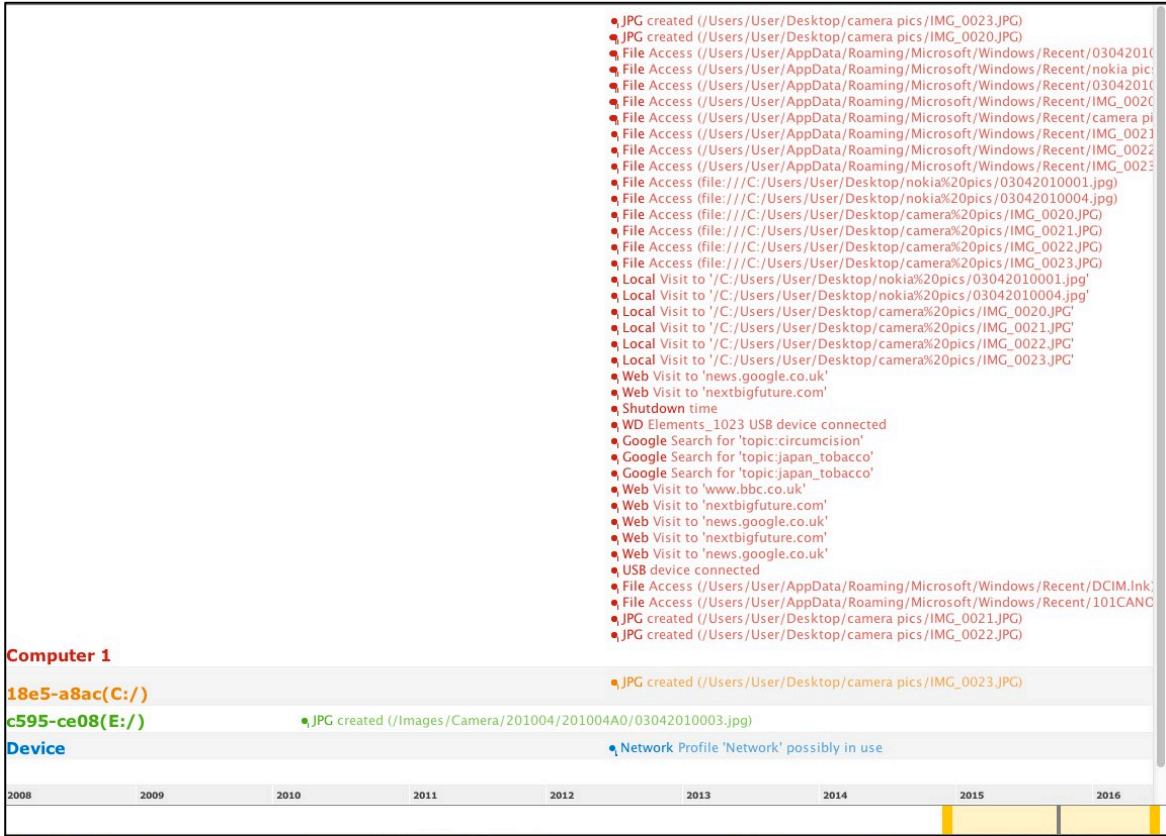 JPG created (/Users/User/Desktop/camera pics/IMG_0023.JPG)
JPG created (/Users/User/Desktop/camera pics/IMG_0020.JPG)
File Access (/Users/User/AppData/Roaming/Microsoft/Windows/Recent/0304201
File Access (/Users/User/AppData/Roaming/Microsoft/Windows/Recent/nokia pic
File Access (/Users/User/AppData/Roaming/Microsoft/Windows/Recent/0304201
File Access (/Users/User/AppData/Roaming/Microsoft/Windows/Recent/IMG_002
File Access (/Users/User/AppData/Roaming/Microsoft/Windows/Recent/camera pi
File Access (/Users/User/AppData/Roaming/Microsoft/Windows/Recent/IMG_0021
File Access (/Users/User/AppData/Roaming/Microsoft/Windows/Recent/IMG_0022
File Access (/Users/User/AppData/Roaming/Microsoft/Windows/Recent/IMG_0023
File Access (file:///C:/Users/User/Desktop/nokia%20pics/03042010001.jpg)
File Access (file:///C:/Users/User/Desktop/nokia%20pics/03042010004.jpg)
File Access (file:///C:/Users/User/Desktop/camera%20pics/IMG_0020.JPG)
File Access (file:///C:/Users/User/Desktop/camera%20pics/IMG_0021.JPG)
File Access (file:///C:/Users/User/Desktop/camera%20pics/IMG_0022.JPG)
File Access (file:///C:/Users/User/Desktop/camera%20pics/IMG_0023.JPG)
Local Visit to '/C:/Users/User/Desktop/nokia%20pics/03042010001.jpg'
Local Visit to '/C:/Users/User/Desktop/nokia%20pics/03042010004.jpg'
Local Visit to '/C:/Users/User/Desktop/camera%20pics/IMG_0020.JPG'
Local Visit to '/C:/Users/User/Desktop/camera%20pics/IMG_0021.JPG'
Local Visit to '/C:/Users/User/Desktop/camera%20pics/IMG_0022.JPG'
Local Visit to '/C:/Users/User/Desktop/camera%20pics/IMG_0023.JPG'
Web Visit to 'news.google.co.uk'
Web Visit to 'nextbigfuture.com'
Shutdown time
WD Elements_1023 USB device connected
Google Search for 'topic:circumcision'
Google Search for 'topic:japan_tobacco'
Google Search for 'topic:japan_tobacco'
Web Visit to 'www.bbc.co.uk'
Web Visit to 'nextbigfuture.com'
Web Visit to 'news.google.co.uk'
Web Visit to 'nextbigfuture.com'
Web Visit to 'news.google.co.uk'
USB device connected
File Access (/Users/User/AppData/Roaming/Microsoft/Windows/Recent/DCIM.lnk)
File Access (/Users/User/AppData/Roaming/Microsoft/Windows/Recent/101CANO
JPG created (/Users/User/Desktop/camera pics/IMG_0021.JPG)
JPG created (/Users/User/Desktop/camera pics/IMG_0022.JPG)
Computer 1
18e5-a8ac(C:/)
JPG created (/Users/User/Desktop/camera pics/IMG_0023.JPG)
c595-ce08(E:/)
JPG created (/Images/Camera/201004/201004A0/03042010003.jpg)
Device
Network Profile 'Network' possibly in use
2008 2009 2010 2011 2012 2013 2014 2015 2016